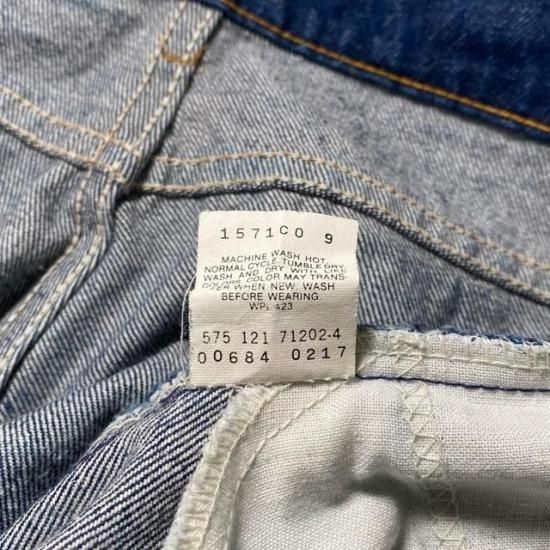 1571C0 9
MACHINE WASH HOT,
NORMAL CYCLE, TUMBLE DRY.
WASH AND DRY WITH LIKE
COLORS. COLOR MAY TRANS-
FER WHEN NEW. WASH
BEFORE WEARING.
WPL 423
575 121 71202-4
00684 0217